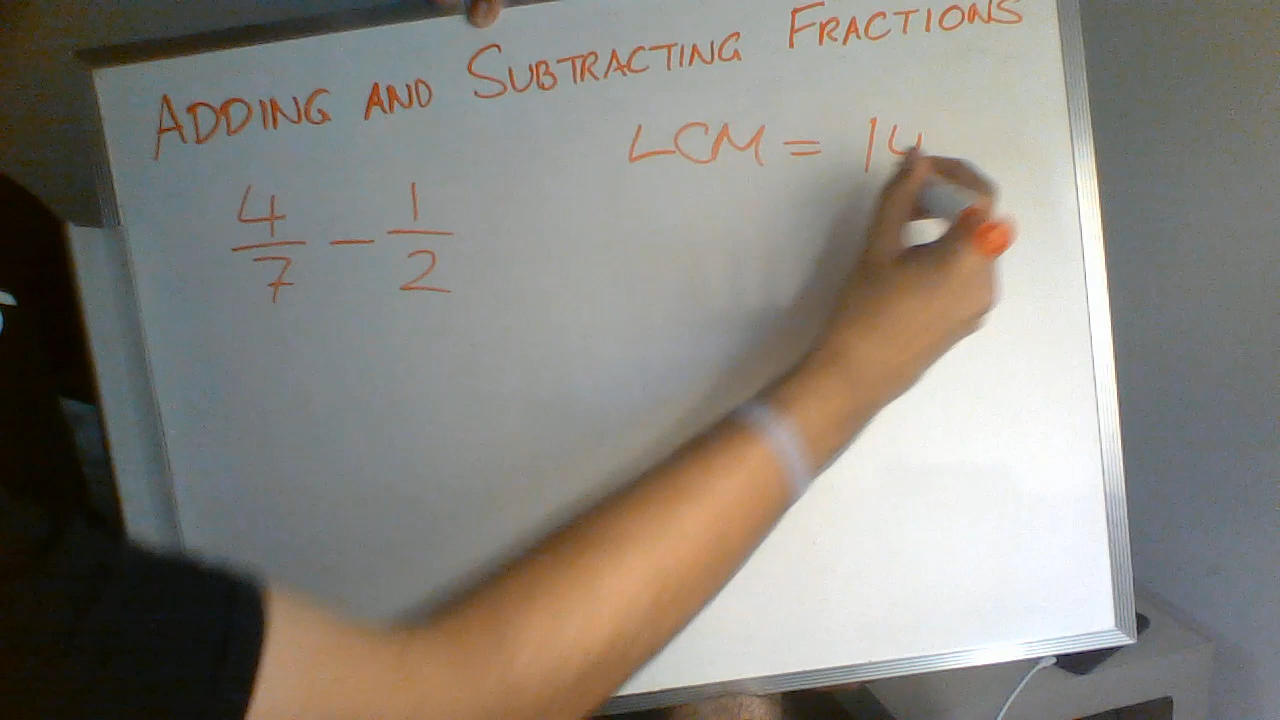 ADDING AND SUBTRACTING FRACTIONS
LCM = 14
4/7 - 1/2